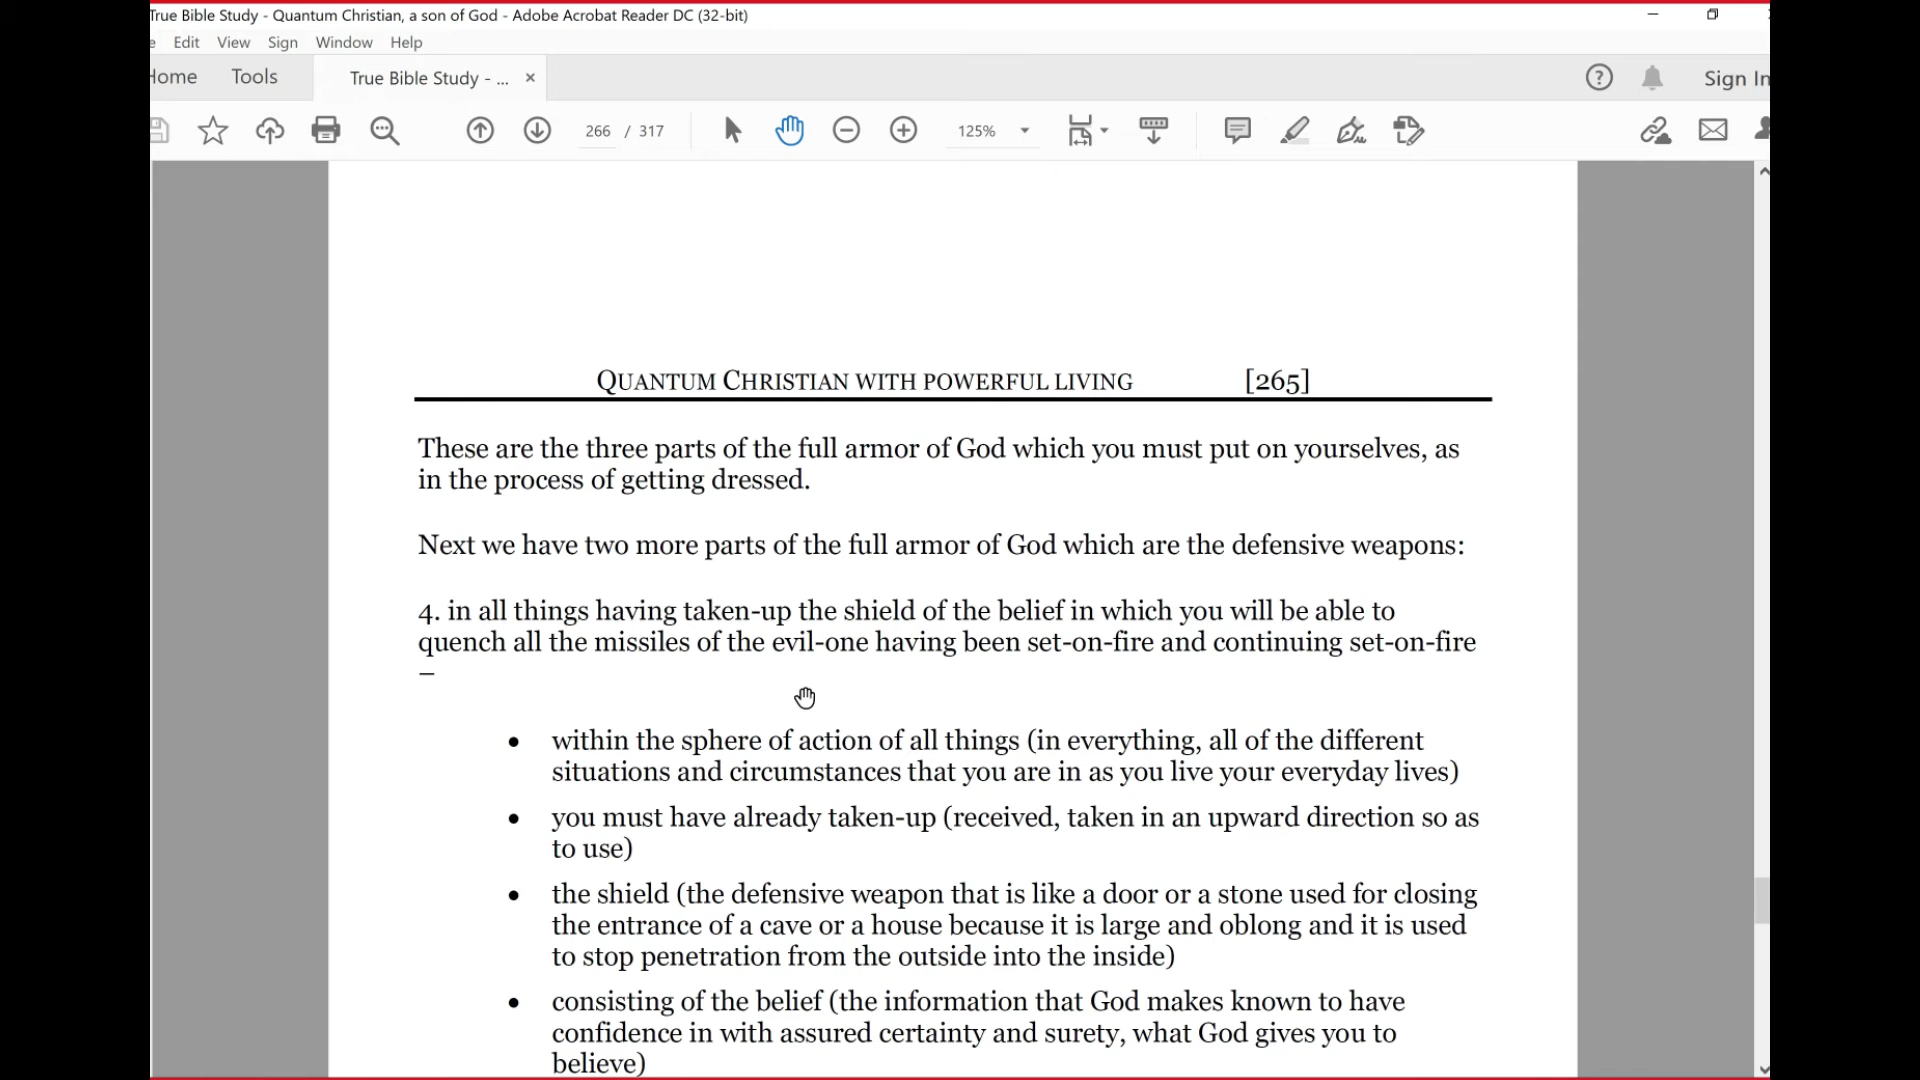 True Bible Study - Quantum Christian, a son of God - Adobe Acrobat Reader DC (32-bit)
Edit View Sign Window Help
Tools True Bible Study - ... × ? Sign In
266 / 317 125%
QUANTUM CHRISTIAN WITH POWERFUL LIVING [265]
These are the three parts of the full armor of God which you must put on yourselves, as
in the process of getting dressed.
Next we have two more parts of the full armor of God which are the defensive weapons:
4. in all things having taken-up the shield of the belief in which you will be able to
quench all the missiles of the evil-one having been set-on-fire and continuing set-on-fire
–
• within the sphere of action of all things (in everything, all of the different
situations and circumstances that you are in as you live your everyday lives)
• you must have already taken-up (received, taken in an upward direction so as
to use)
• the shield (the defensive weapon that is like a door or a stone used for closing
the entrance of a cave or a house because it is large and oblong and it is used
to stop penetration from the outside into the inside)
• consisting of the belief (the information that God makes known to have
confidence in with assured certainty and surety, what God gives you to
believe)